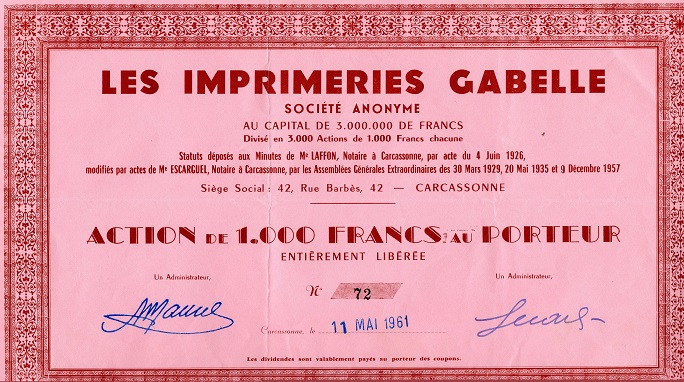 LES IMPRIMERIES GABELLE
SOCIÉTÉ ANONYME
AU CAPITAL DE 3.000.000 DE FRANCS
Divisé en 3.000 Actions de 1.000 Francs chacune
Statuts déposés aux Minutes de Mᵉ LAFFON, Notaire à Carcassonne, par acte du 4 Juin 1926,
modifiés par actes de Mᵉ ESCARGUEL, Notaire à Carcassonne, par les Assemblées Générales Extraordinaires des 30 Mars 1929, 20 Mai 1935 et 9 Décembre 1957
Siège Social : 42, Rue Barbès, 42 — CARCASSONNE
ACTION DE 1.000 FRANCS, AU PORTEUR
ENTIÈREMENT LIBÉRÉE
Un Administrateur, Un Administrateur,
N° 72
Carcassonne, le 11 MAI 1961
Les dividendes sont valablement payés au porteur des coupons.